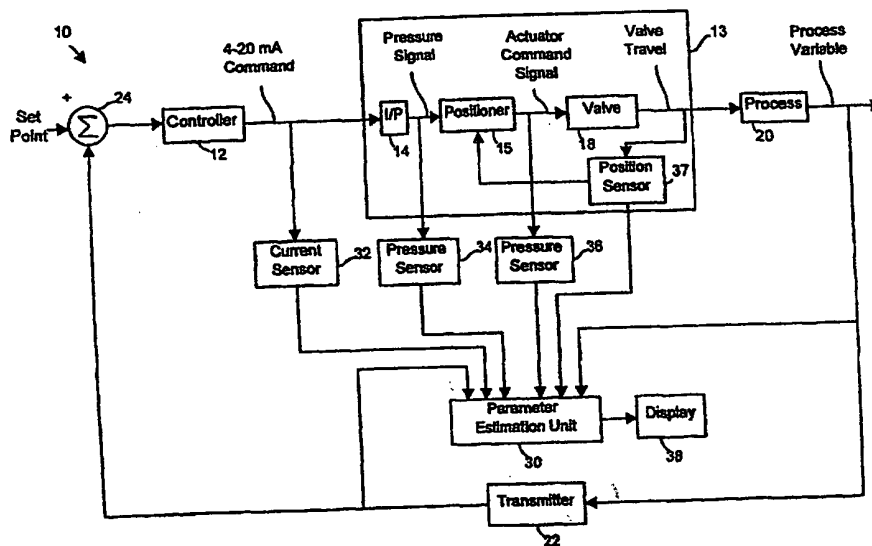 10
Pressure
Signal
Actuator
Command
Signal
Valve
Travel
13
Process
Variable
4-20 mA
Command
+
24
Set
Point
Σ
Controller
12
I/P
14
Positioner
15
Valve
18
Process
20
Position
Sensor
37
Current
Sensor
32
Pressure
Sensor
34
Pressure
Sensor
36
Parameter
Estimation Unit
30
Display
38
Transmitter
22